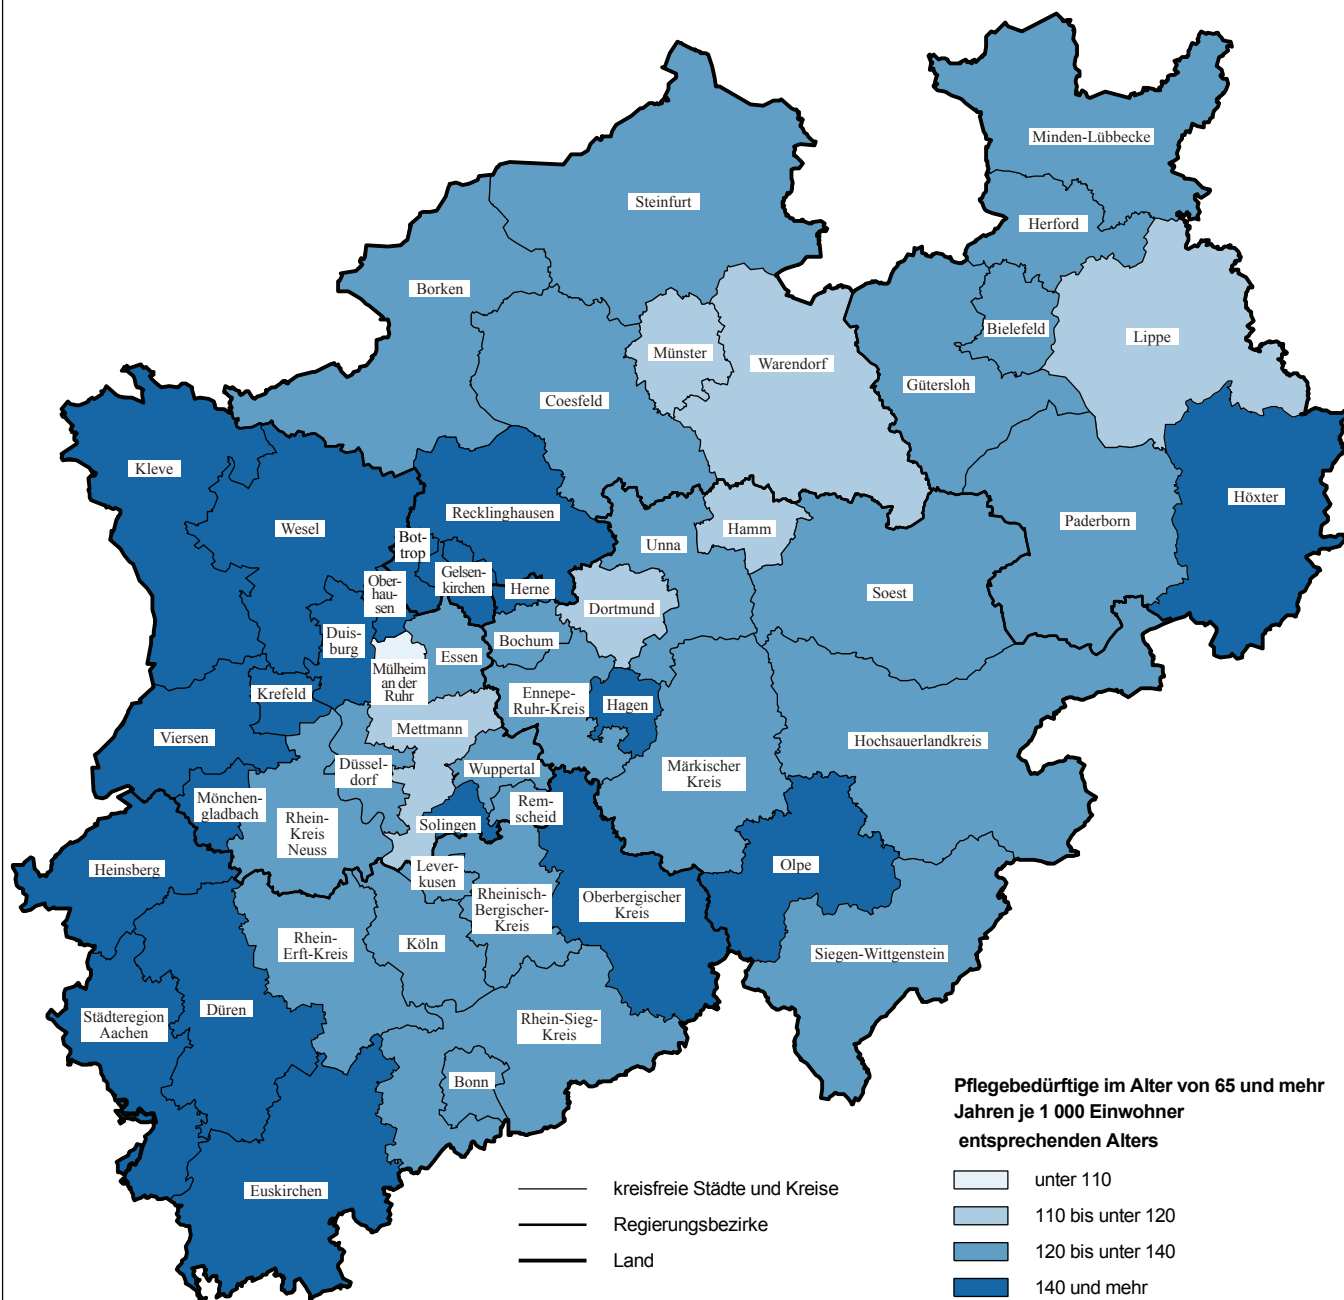 Minden-Lübbecke
Steinfurt
Herford
Borken
Bielefeld
Lippe
Münster
Warendorf
Gütersloh
Coesfeld
Kleve
Höxter
Recklinghausen
Paderborn
Wesel
Hamm
Unna
Bot-
trop
Gelsen-
kirchen
Ober-
hau-
sen
Herne
Soest
Dortmund
Duis-
burg
Bochum
Essen
Mülheim
an der
Ruhr
Krefeld
Ennepe-
Ruhr-Kreis
Hagen
Mettmann
Viersen
Hochsauerlandkreis
Düssel-
dorf
Wuppertal
Märkischer
Kreis
Mönchen-
gladbach
Rem-
scheid
Rhein-
Kreis
Neuss
Solingen
Heinsberg
Lever-
kusen
Olpe
Rheinisch-
Bergischer-
Kreis
Oberbergischer
Kreis
Rhein-
Erft-Kreis
Köln
Siegen-Wittgenstein
Düren
Städteregion
Aachen
Rhein-Sieg-
Kreis
Bonn
Euskirchen
kreisfreie Städte und Kreise
Regierungsbezirke
Land
Pflegebedürftige im Alter von 65 und mehr
Jahren je 1 000 Einwohner
entsprechenden Alters
unter 110
110 bis unter 120
120 bis unter 140
140 und mehr